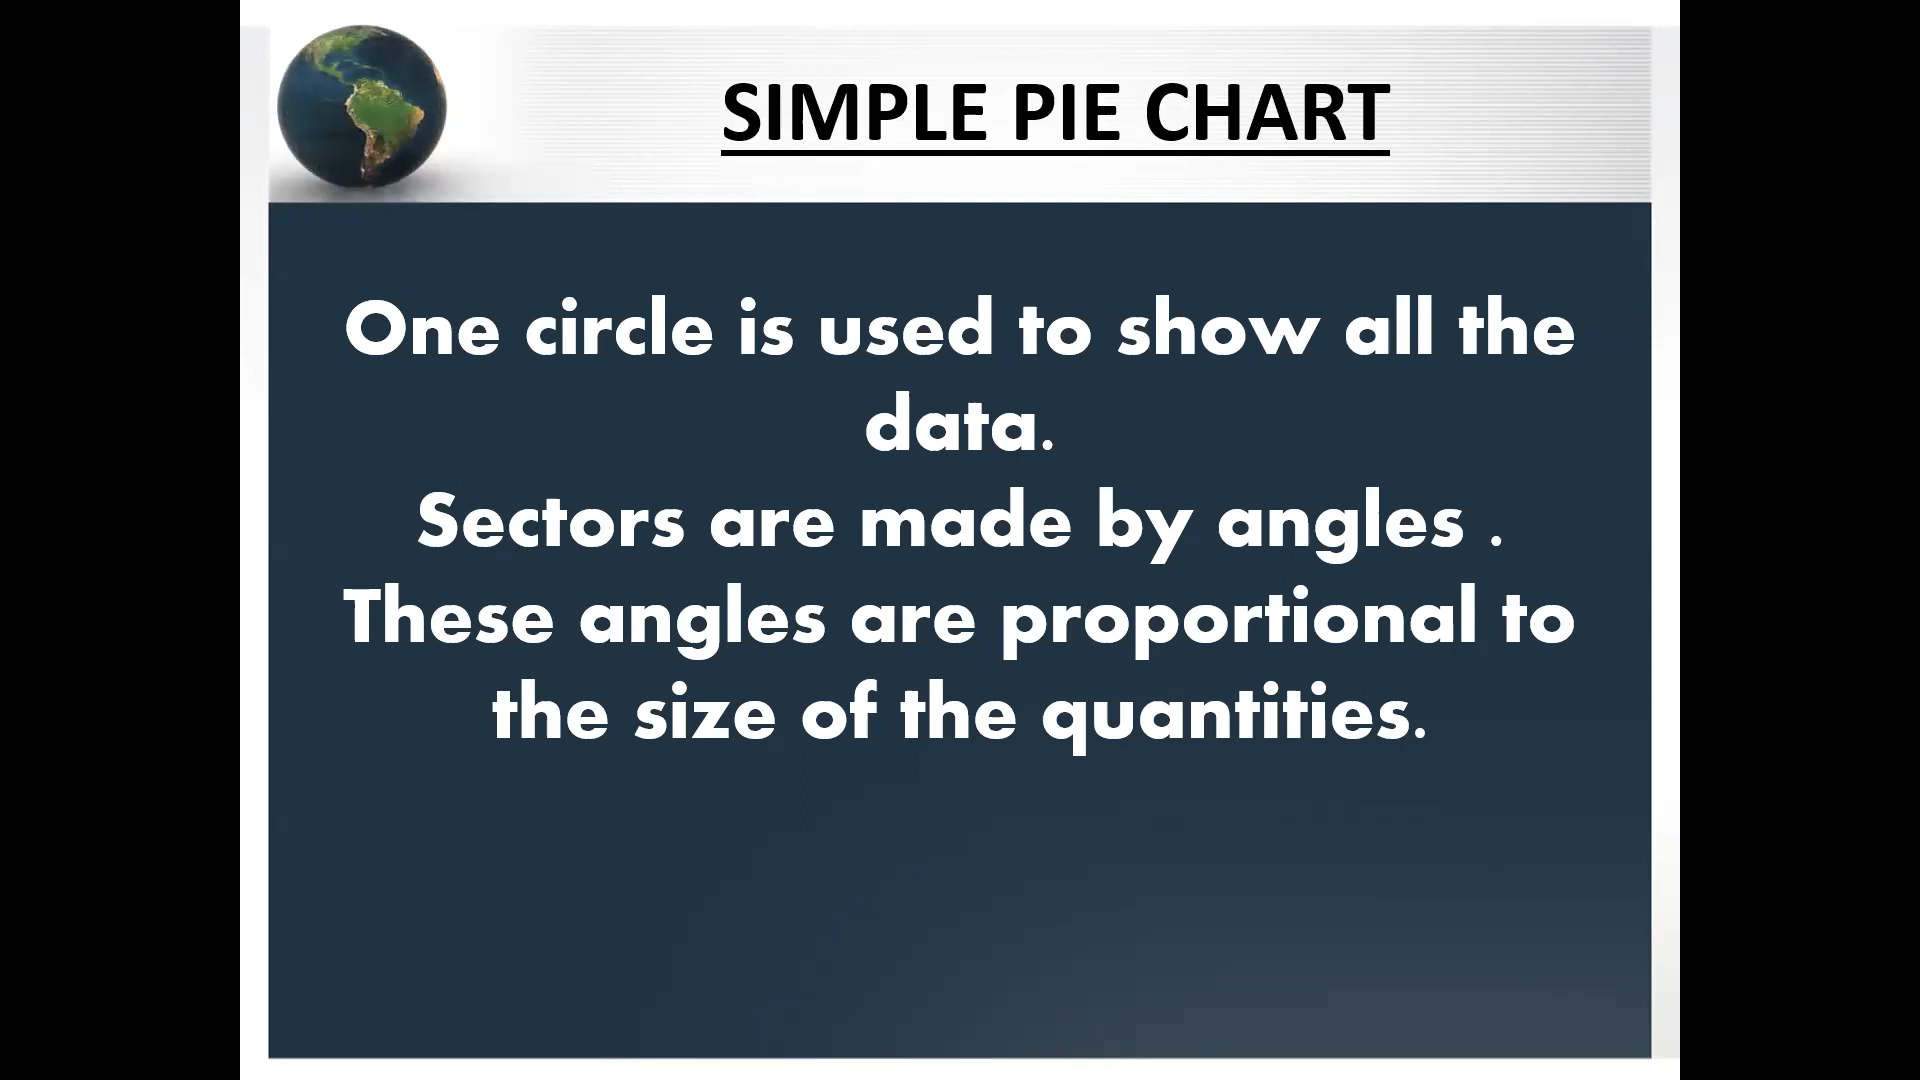 SIMPLE PIE CHART
One circle is used to show all the
data.
Sectors are made by angles .
These angles are proportional to
the size of the quantities.